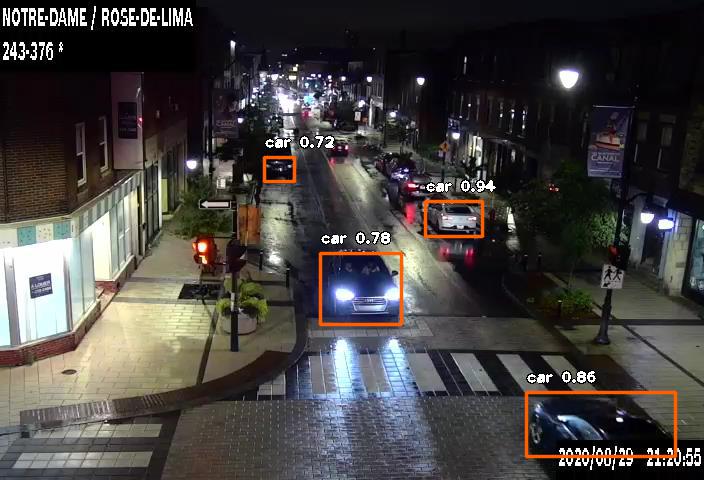 NOTRE-DAME / ROSE-DE-LIMA
243-376 *
car 0.72
car 0.94
car 0.78
car 0.86
CANAL
A LOUER
2020/08/29 21:20:55